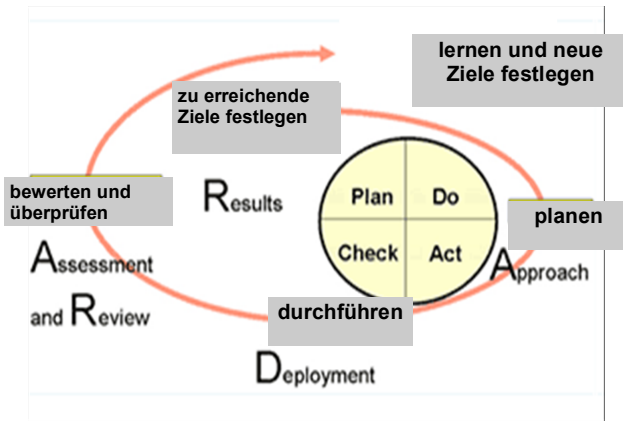 lernen und neue
Ziele festlegen
zu erreichende
Ziele festlegen
bewerten und
überprüfen
Results
Plan
Do
planen
Check
Act
Approach
Assessment
and Review
durchführen
Deployment